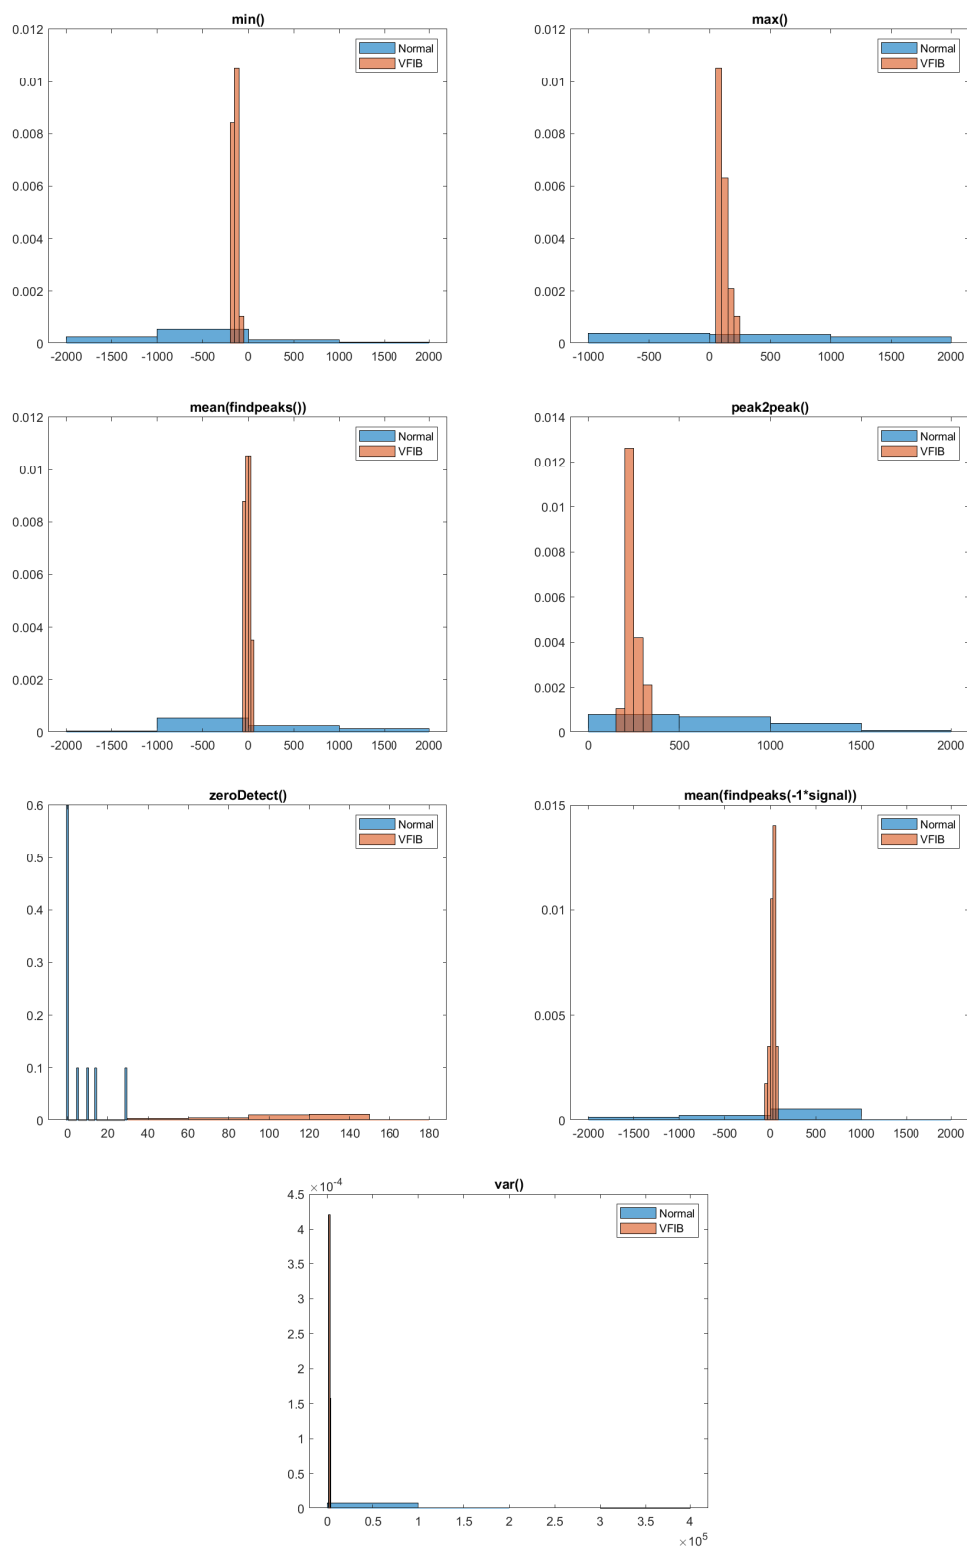 min()
0.012
0.01
0.008
0.006
0.004
0.002
0
-2000 -1500 -1000 -500 0 500 1000 1500 2000
Normal
VFIB
max()
0.012
0.01
0.008
0.006
0.004
0.002
0
-1000 -500 0 500 1000 1500 2000
Normal
VFIB
mean(findpeaks())
0.012
0.01
0.008
0.006
0.004
0.002
0
-2000 -1500 -1000 -500 0 500 1000 1500 2000
Normal
VFIB
peak2peak()
0.014
0.012
0.01
0.008
0.006
0.004
0.002
0
0 500 1000 1500 2000
Normal
VFIB
zeroDetect()
0.6
0.5
0.4
0.3
0.2
0.1
0
0 20 40 60 80 100 120 140 160 180
Normal
VFIB
mean(findpeaks(-1*signal))
0.015
0.01
0.005
0
-2000 -1500 -1000 -500 0 500 1000 1500 2000
Normal
VFIB
var()
×10⁻⁴
4.5
4
3.5
3
2.5
2
1.5
1
0.5
0
0 0.5 1 1.5 2 2.5 3 3.5 4
×10⁵
Normal
VFIB